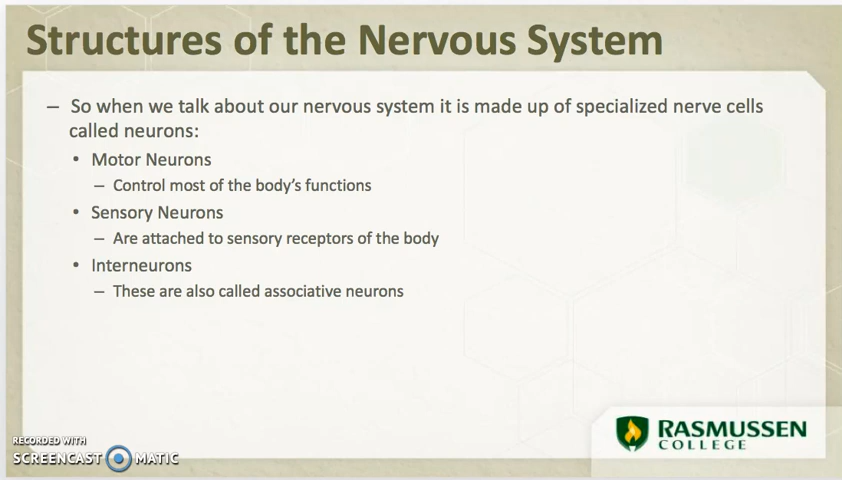 Structures of the Nervous System
– So when we talk about our nervous system it is made up of specialized nerve cells
called neurons:
• Motor Neurons
– Control most of the body's functions
• Sensory Neurons
– Are attached to sensory receptors of the body
• Interneurons
– These are also called associative neurons
RASMUSSEN
COLLEGE
RECORDED WITH
SCREENCAST MATIC